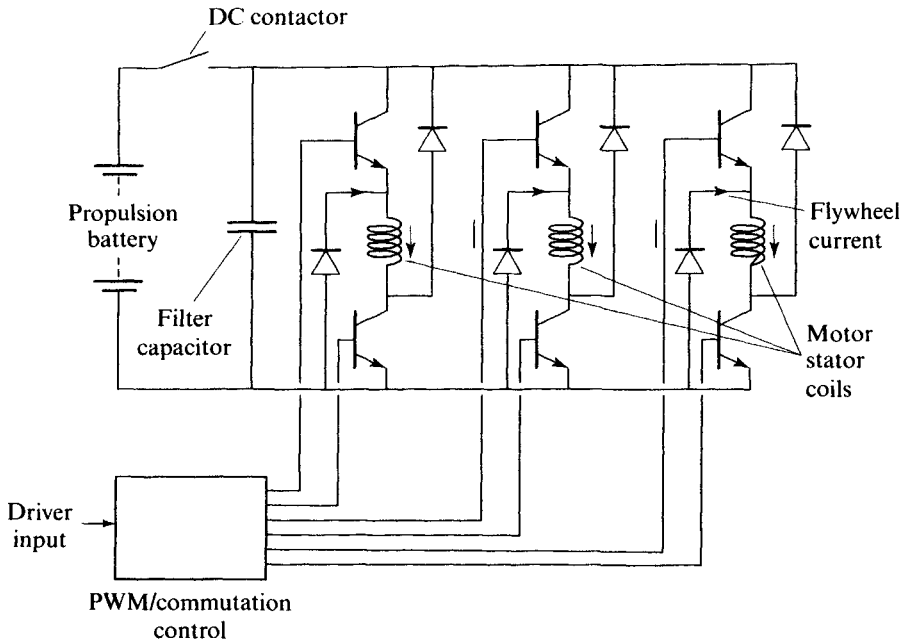 DC contactor
Propulsion
battery
Filter
capacitor
Flywheel
current
Motor
stator
coils
Driver
input
PWM/commutation
control